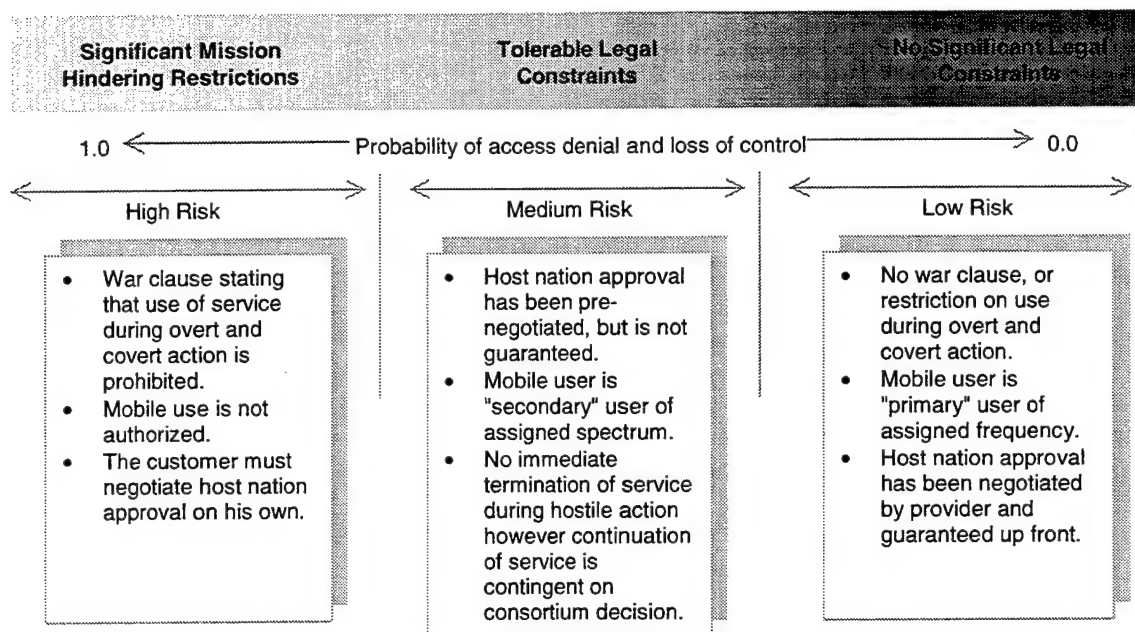 Significant Mission
Hindering Restrictions
Tolerable Legal
Constraints
No Significant Legal
Constraints
1.0
Probability of access denial and loss of control
0.0
High Risk
Medium Risk
Low Risk
• War clause stating
that use of service
during overt and
covert action is
prohibited.
• Mobile use is not
authorized.
• The customer must
negotiate host nation
approval on his own.
• Host nation approval
has been pre-
negotiated, but is not
guaranteed.
• Mobile user is
"secondary" user of
assigned spectrum.
• No immediate
termination of service
during hostile action
however continuation
of service is
contingent on
consortium decision.
• No war clause, or
restriction on use
during overt and
covert action.
• Mobile user is
"primary" user of
assigned frequency.
• Host nation approval
has been negotiated
by provider and
guaranteed up front.